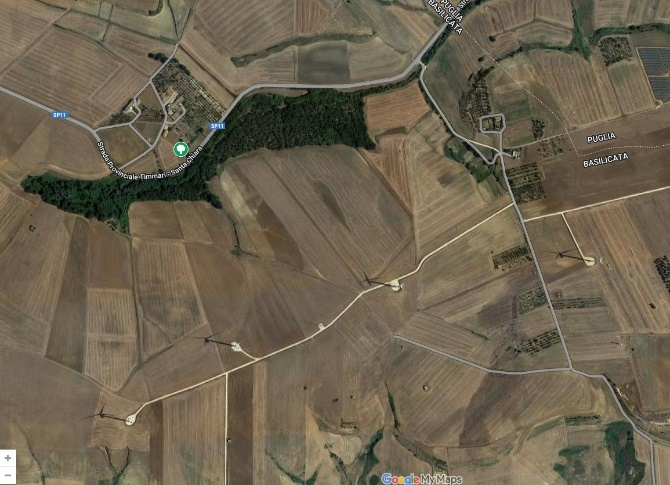 PUGLIA
BASILICATA
SP11
SP11
Strada Provinciale Timmari - Santa Chiara
PUGLIA
BASILICATA
Google My Maps